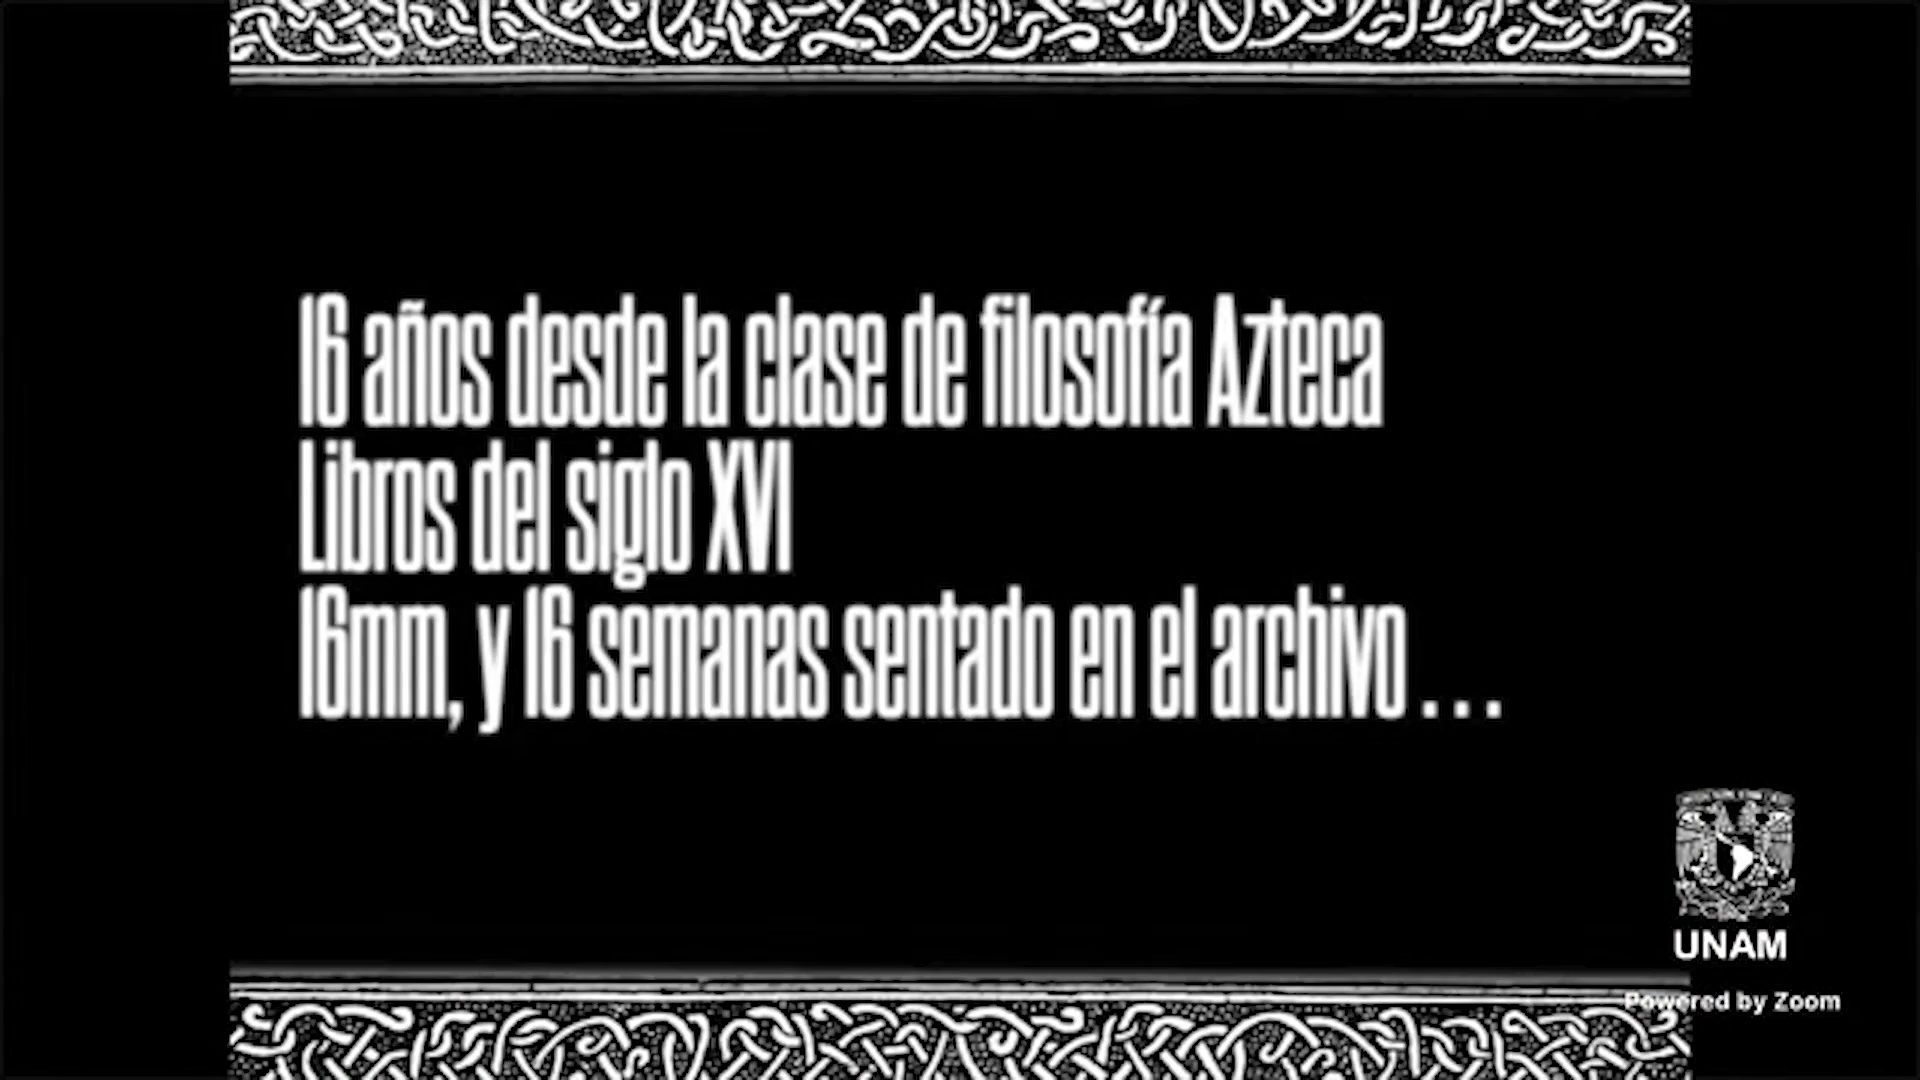 16 años desde la clase de filosofía Azteca
Libros del siglo XVI
16mm, y 16 semanas sentado en el archivo . . .
UNAM
Powered by Zoom